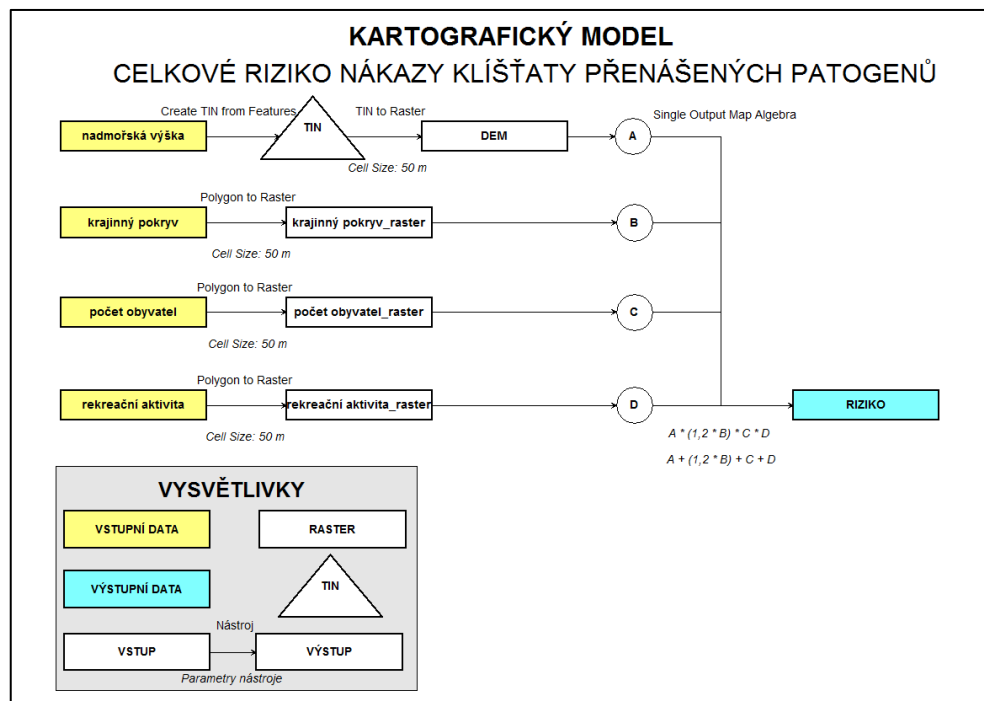 KARTOGRAFICKÝ MODEL
CELKOVÉ RIZIKO NÁKAZY KLÍŠŤATY PŘENÁŠENÝCH PATOGENŮ
Create TIN from Features
TIN
TIN to Raster
Single Output Map Algebra
nadmořská výška
DEM
A
Cell Size: 50 m
Polygon to Raster
krajinný pokryv
krajinný pokryv_raster
B
Cell Size: 50 m
Polygon to Raster
počet obyvatel
počet obyvatel_raster
C
Cell Size: 50 m
Polygon to Raster
rekreační aktivita
rekreační aktivita_raster
D
RIZIKO
Cell Size: 50 m
A * (1,2 * B) * C * D
A + (1,2 * B) + C + D
VYSVĚTLIVKY
VSTUPNÍ DATA
RASTER
VÝSTUPNÍ DATA
TIN
Nástroj
VSTUP
VÝSTUP
Parametry nástroje